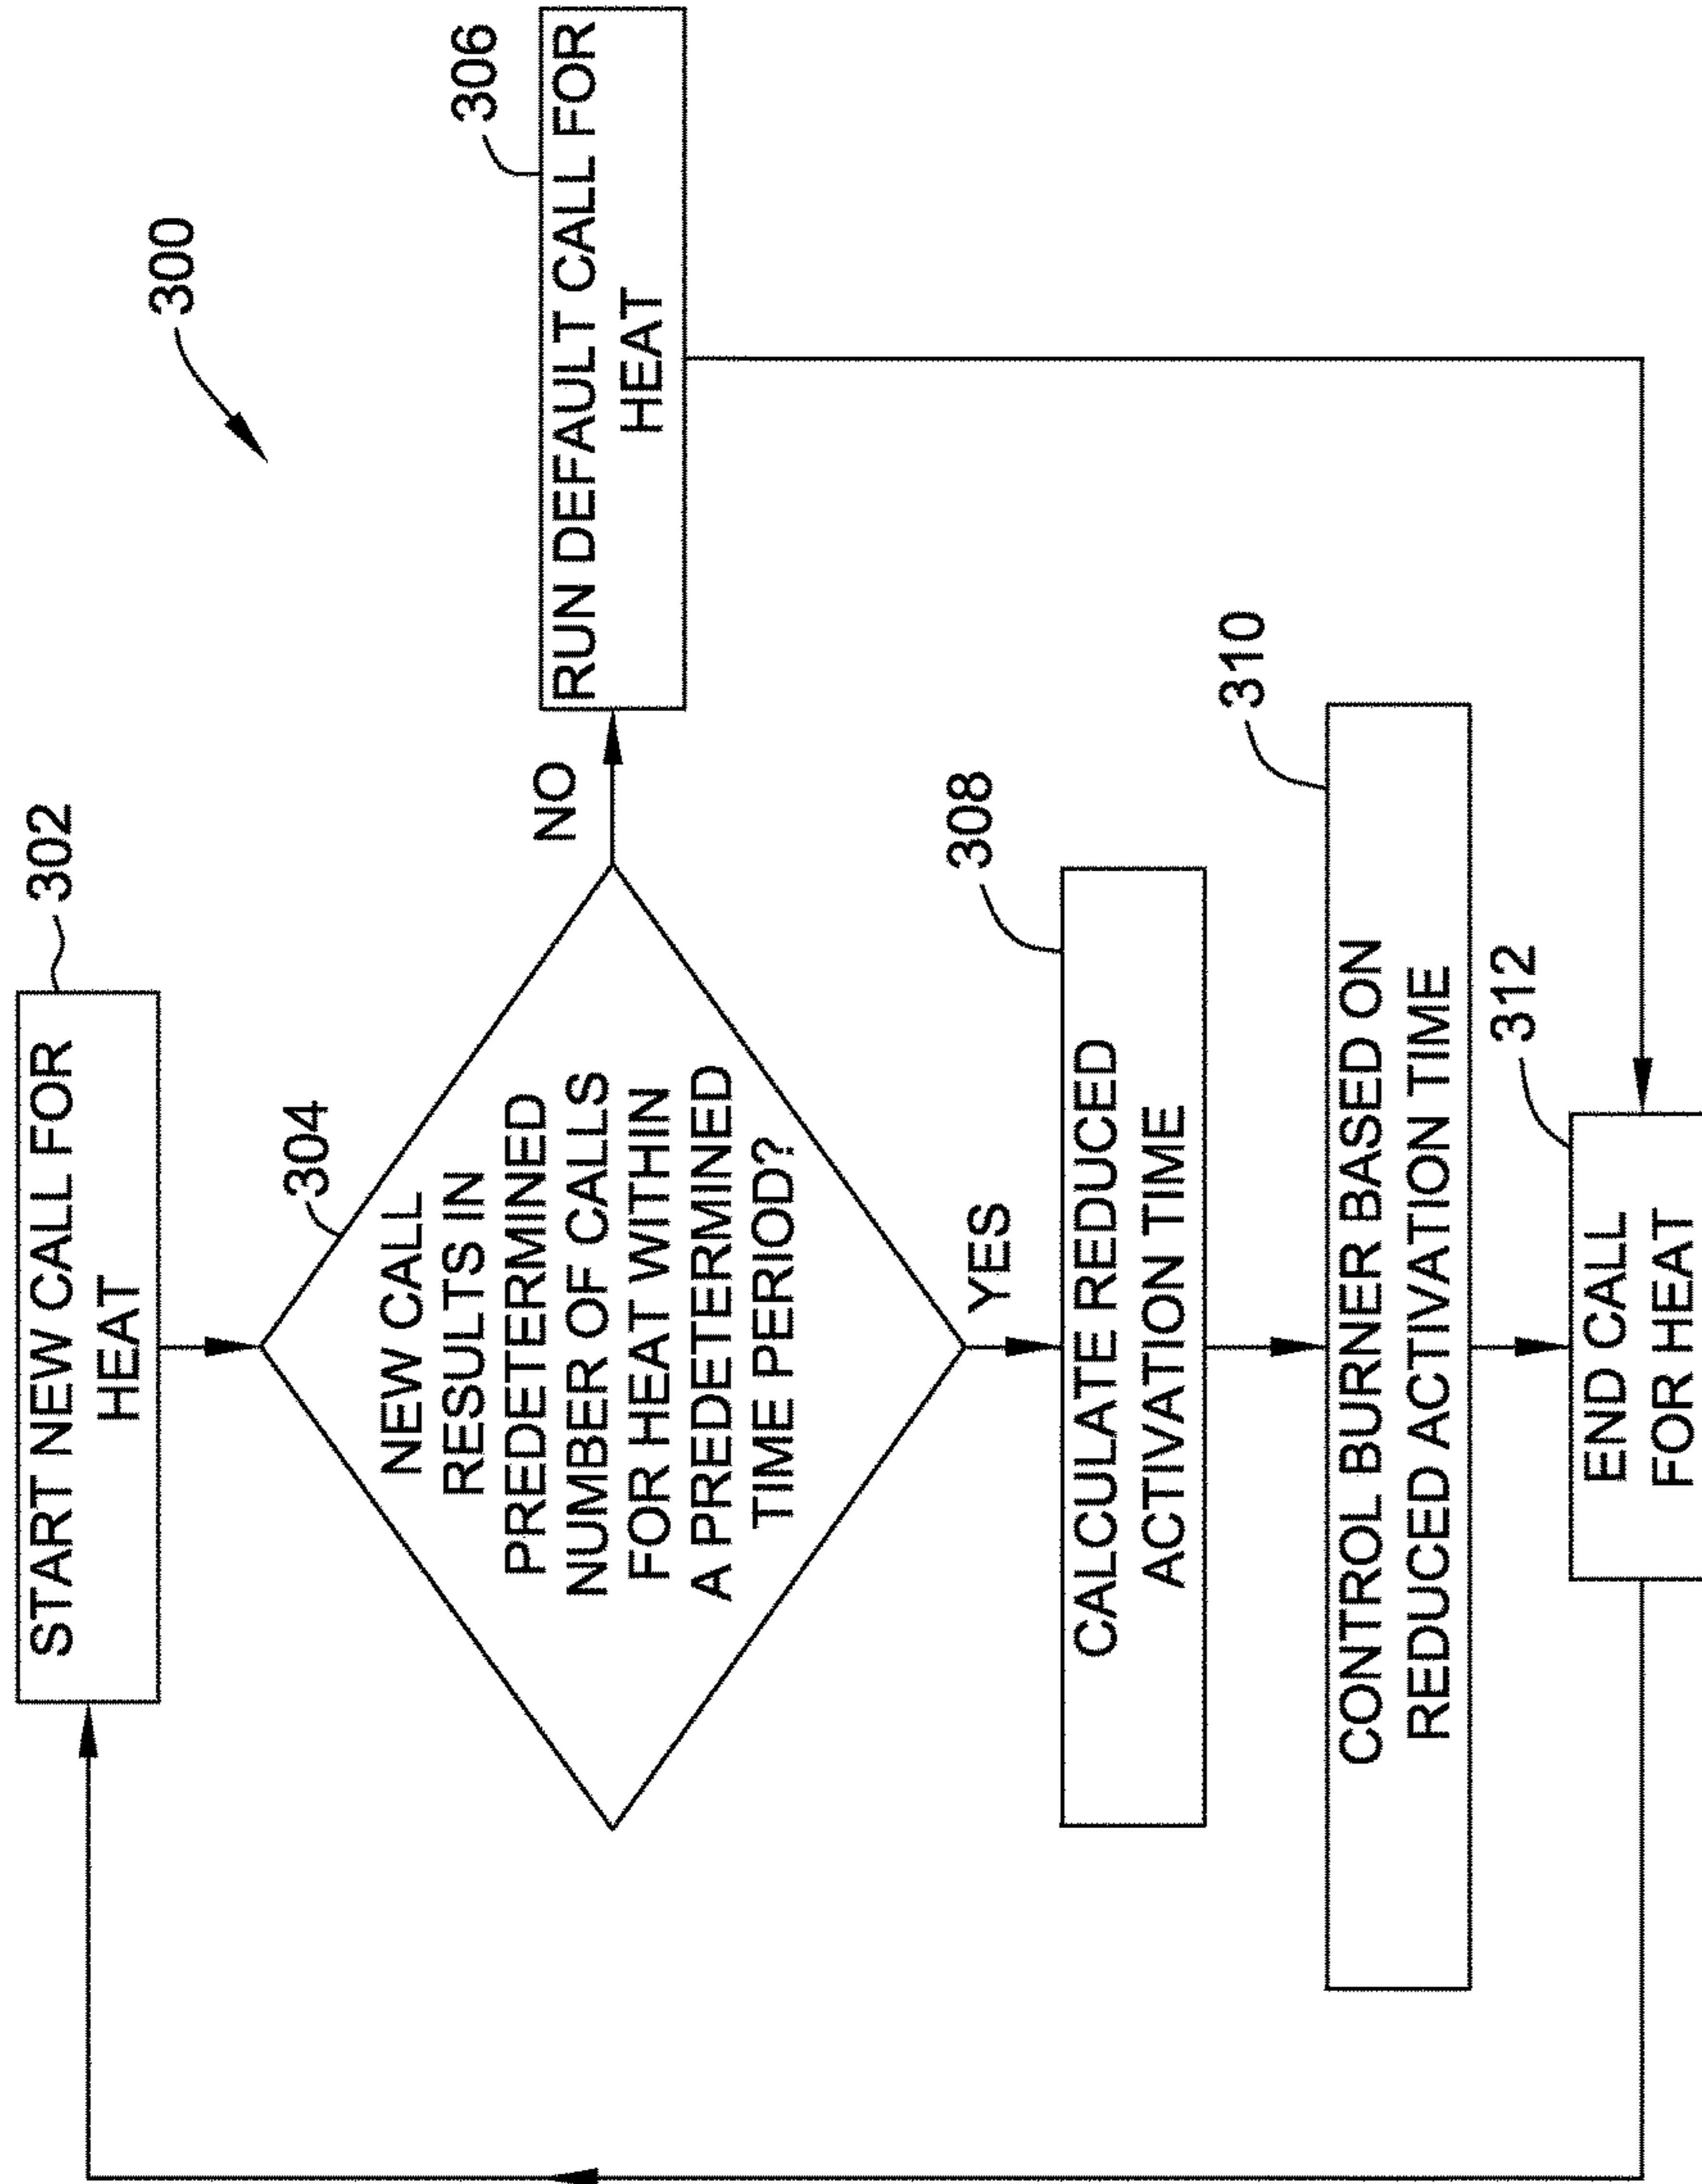 300
302
START NEW CALL FOR
HEAT
304
NEW CALL
RESULTS IN
PREDETERMINED
NUMBER OF CALLS
FOR HEAT WITHIN
A PREDETERMINED
TIME PERIOD?
NO
306
RUN DEFAULT CALL FOR
HEAT
YES
308
CALCULATE REDUCED
ACTIVATION TIME
310
CONTROL BURNER BASED ON
REDUCED ACTIVATION TIME
312
END CALL
FOR HEAT